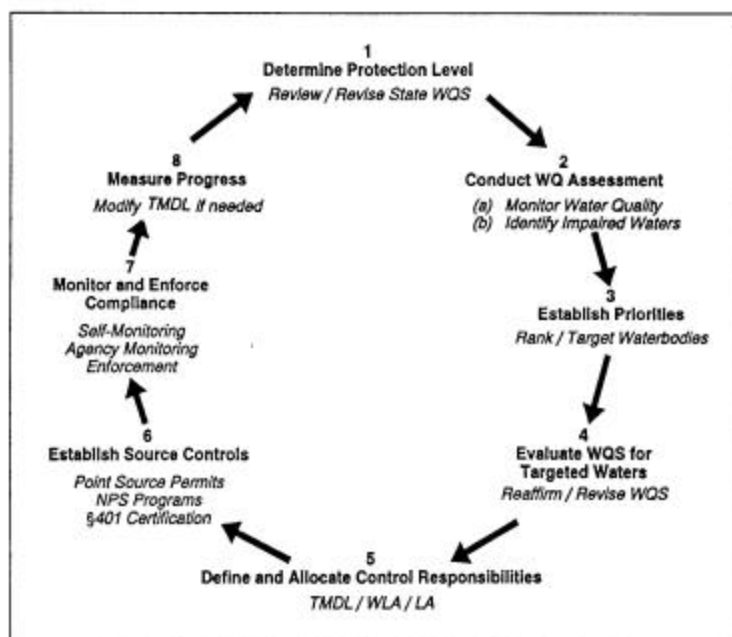 1
Determine Protection Level
Review / Revise State WQS
2
Conduct WQ Assessment
(a) Monitor Water Quality
(b) Identify Impaired Waters
3
Establish Priorities
Rank / Target Waterbodies
4
Evaluate WQS for
Targeted Waters
Reaffirm / Revise WQS
5
Define and Allocate Control Responsibilities
TMDL / WLA / LA
6
Establish Source Controls
Point Source Permits
NPS Programs
§401 Certification
7
Monitor and Enforce
Compliance
Self-Monitoring
Agency Monitoring
Enforcement
8
Measure Progress
Modify TMDL if needed